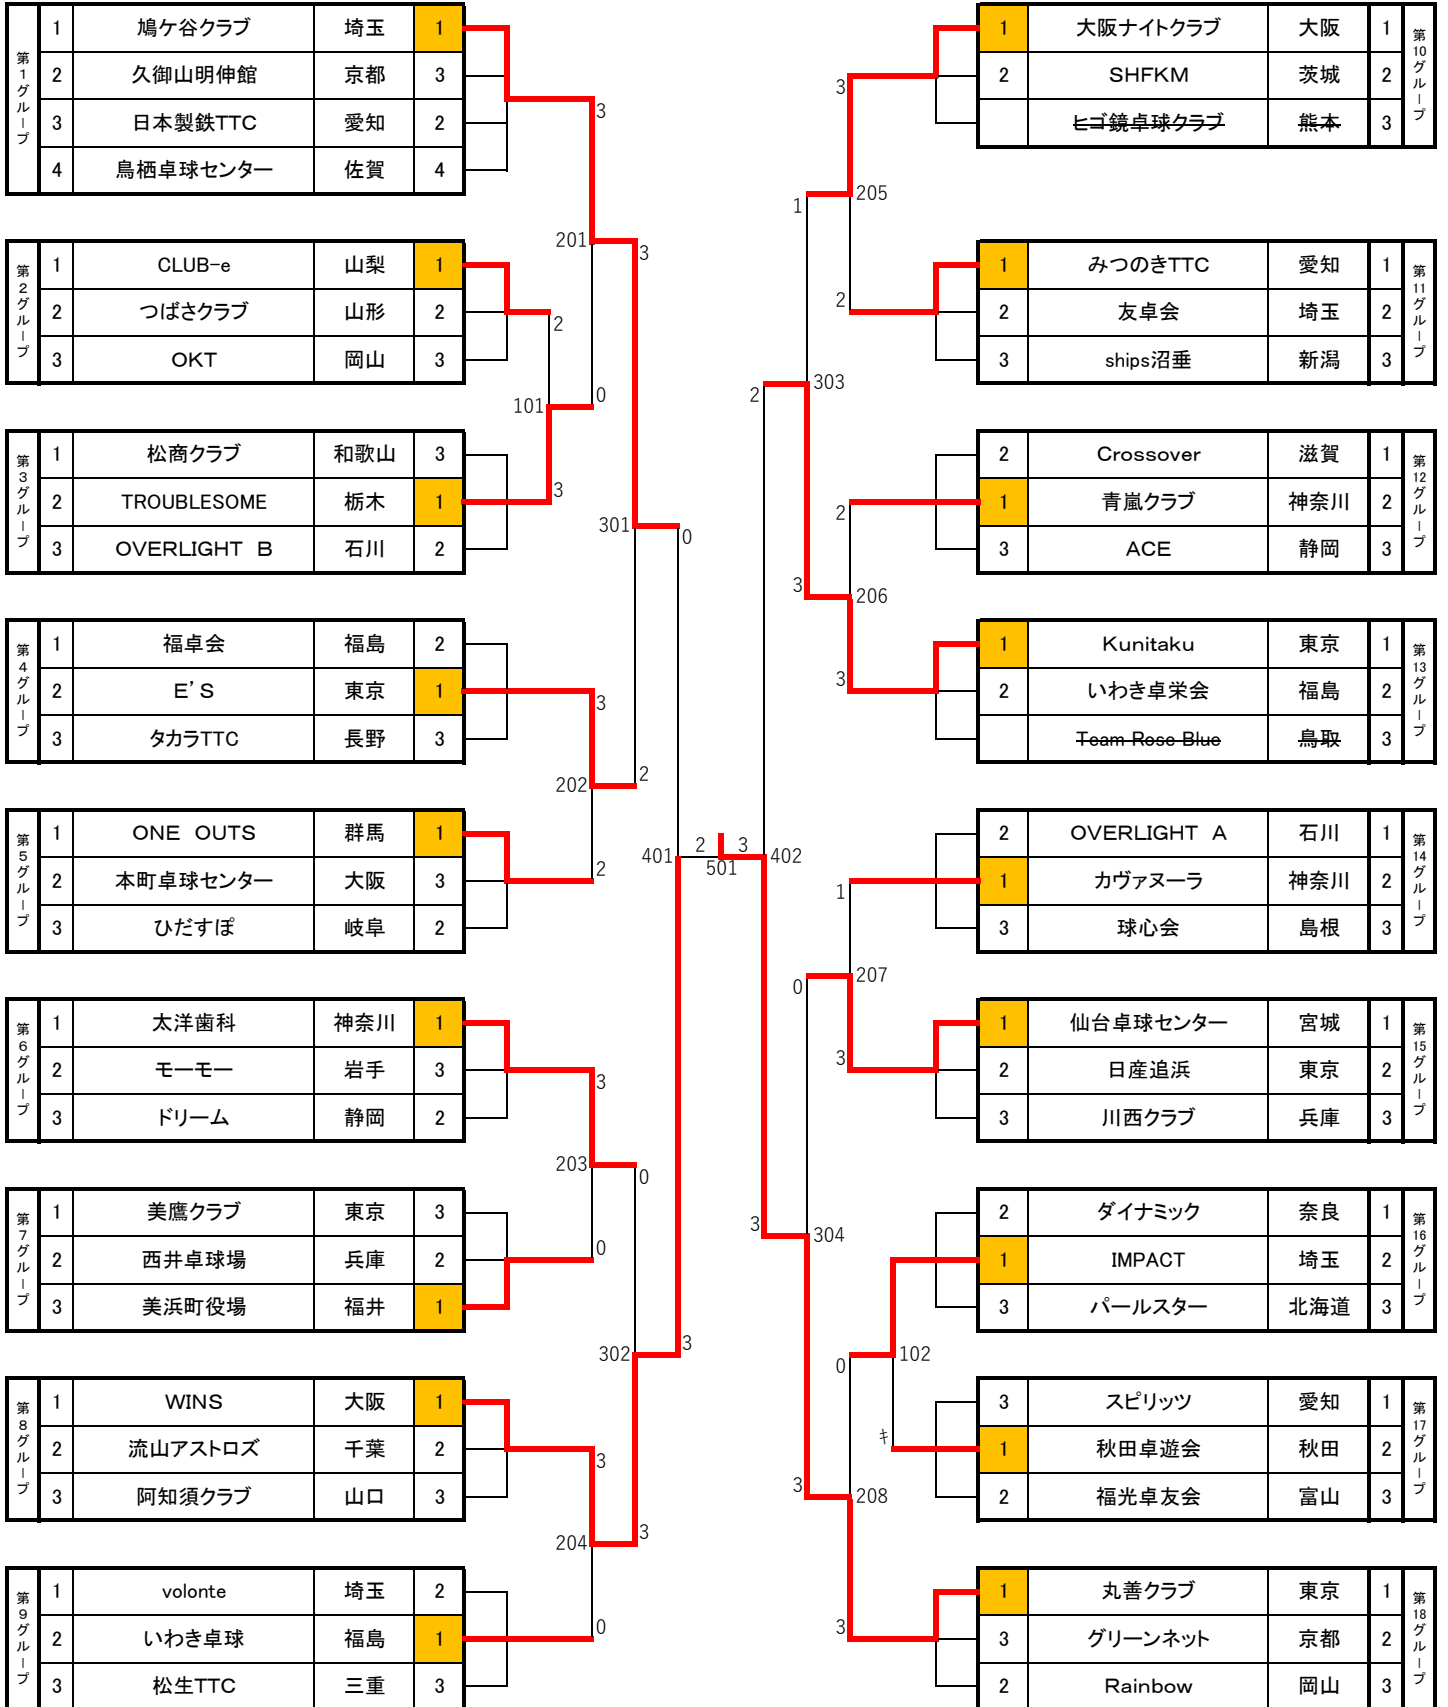 第1グループ
1 鳩ケ谷クラブ 埼玉 1
2 久御山明伸館 京都 3
3 日本製鉄TTC 愛知 2
4 鳥栖卓球センター 佐賀 4
第2グループ
1 CLUB-e 山梨 1
2 つばさクラブ 山形 2
3 OKT 岡山 3
第3グループ
1 松商クラブ 和歌山 3
2 TROUBLESOME 栃木 1
3 OVERLIGHT B 石川 2
第4グループ
1 福卓会 福島 2
2 E'S 東京 1
3 タカラTTC 長野 3
第5グループ
1 ONE OUTS 群馬 1
2 本町卓球センター 大阪 3
3 ひだすぽ 岐阜 2
第6グループ
1 太洋歯科 神奈川 1
2 モーモー 岩手 3
3 ドリーム 静岡 2
第7グループ
1 美鷹クラブ 東京 3
2 西井卓球場 兵庫 2
3 美浜町役場 福井 1
第8グループ
1 WINS 大阪 1
2 流山アストロズ 千葉 2
3 阿知須クラブ 山口 3
第9グループ
1 volonte 埼玉 2
2 いわき卓球 福島 1
3 松生TTC 三重 3
3
201
3
2
101
0
3
301
0
3
202
2
2
401
2
3
501
402
3
203
0
0
302
3
3
204
3
0
3
205
1
2
303
2
2
3
206
3
1
207
0
3
3
304
0
102
キ
3
208
3
1 大阪ナイトクラブ 大阪 1
2 SHFKM 茨城 2
ヒゴ鏡卓球クラブ 熊本 3
第10グループ
1 みつのきTTC 愛知 1
2 友卓会 埼玉 2
3 ships沼垂 新潟 3
第11グループ
2 Crossover 滋賀 1
1 青嵐クラブ 神奈川 2
3 ACE 静岡 3
第12グループ
1 Kunitaku 東京 1
2 いわき卓栄会 福島 2
Team Rose Blue 鳥取 3
第13グループ
2 OVERLIGHT A 石川 1
1 カヴァヌーラ 神奈川 2
3 球心会 島根 3
第14グループ
1 仙台卓球センター 宮城 1
2 日産追浜 東京 2
3 川西クラブ 兵庫 3
第15グループ
2 ダイナミック 奈良 1
1 IMPACT 埼玉 2
3 パールスター 北海道 3
第16グループ
3 スピリッツ 愛知 1
1 秋田卓遊会 秋田 2
2 福光卓友会 富山 3
第17グループ
1 丸善クラブ 東京 1
3 グリーンネット 京都 2
2 Rainbow 岡山 3
第18グループ